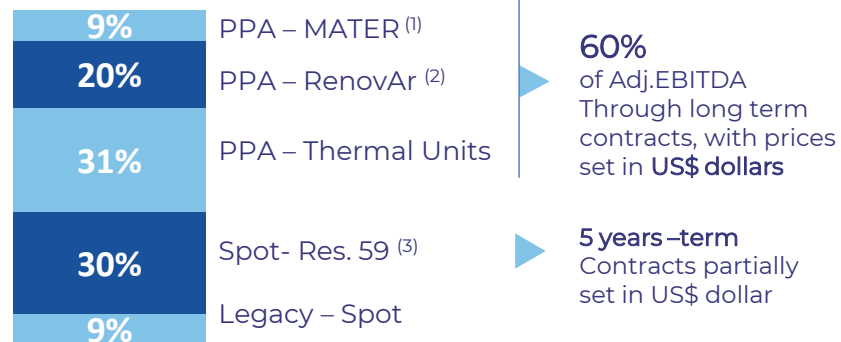 9%
PPA – MATER (1)
20%
PPA – RenovAr (2)
31%
PPA – Thermal Units
30%
Spot- Res. 59 (3)
9%
Legacy – Spot
60%
of Adj.EBITDA
Through long term
contracts, with prices
set in US$ dollars
5 years –term
Contracts partially
set in US$ dollar